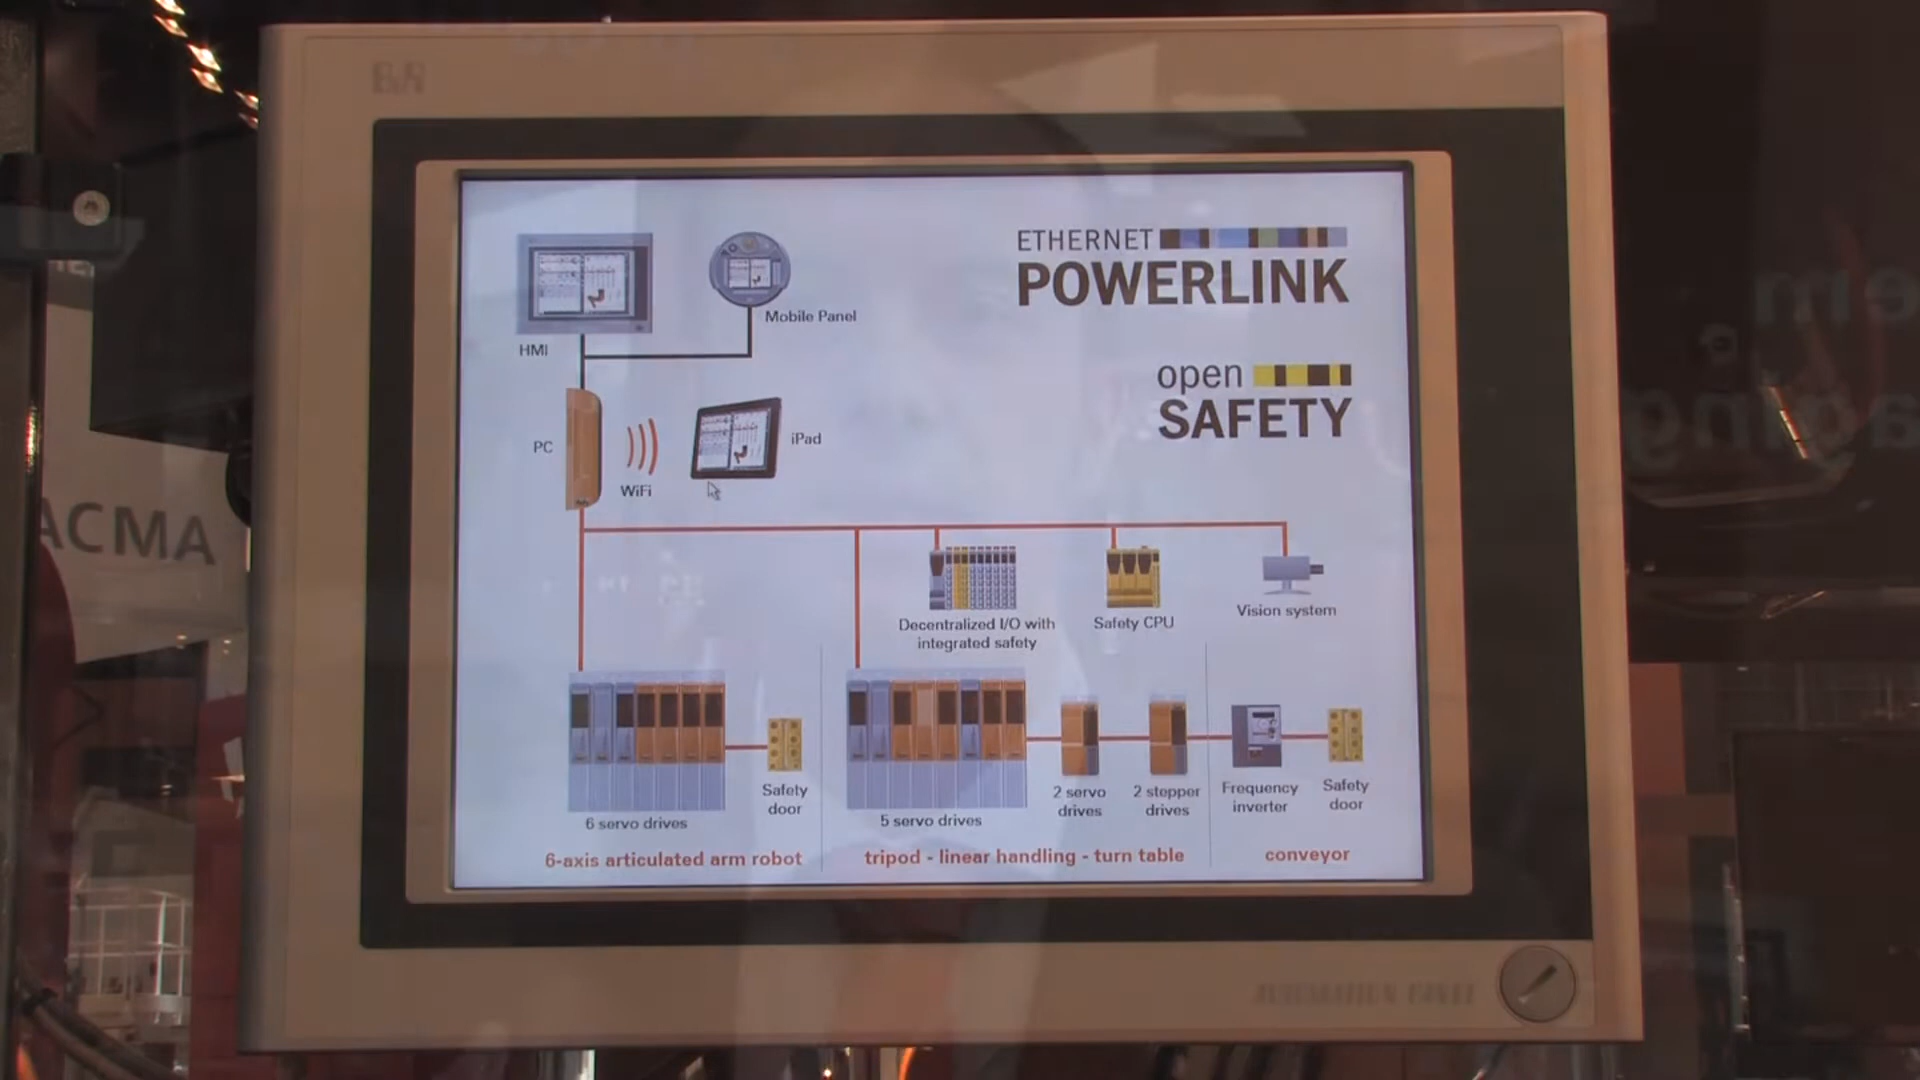 B&R
ETHERNET
POWERLINK
Mobile Panel
HMI
open
SAFETY
iPad
PC
WiFi
ACMA
Decentralized I/O with
integrated safety
Safety CPU
Vision system
Safety
door
6 servo drives
5 servo drives
2 servo
drives
2 stepper
drives
Frequency
inverter
Safety
door
6-axis articulated arm robot
tripod - linear handling - turn table
conveyor
AUTOMATION PANEL